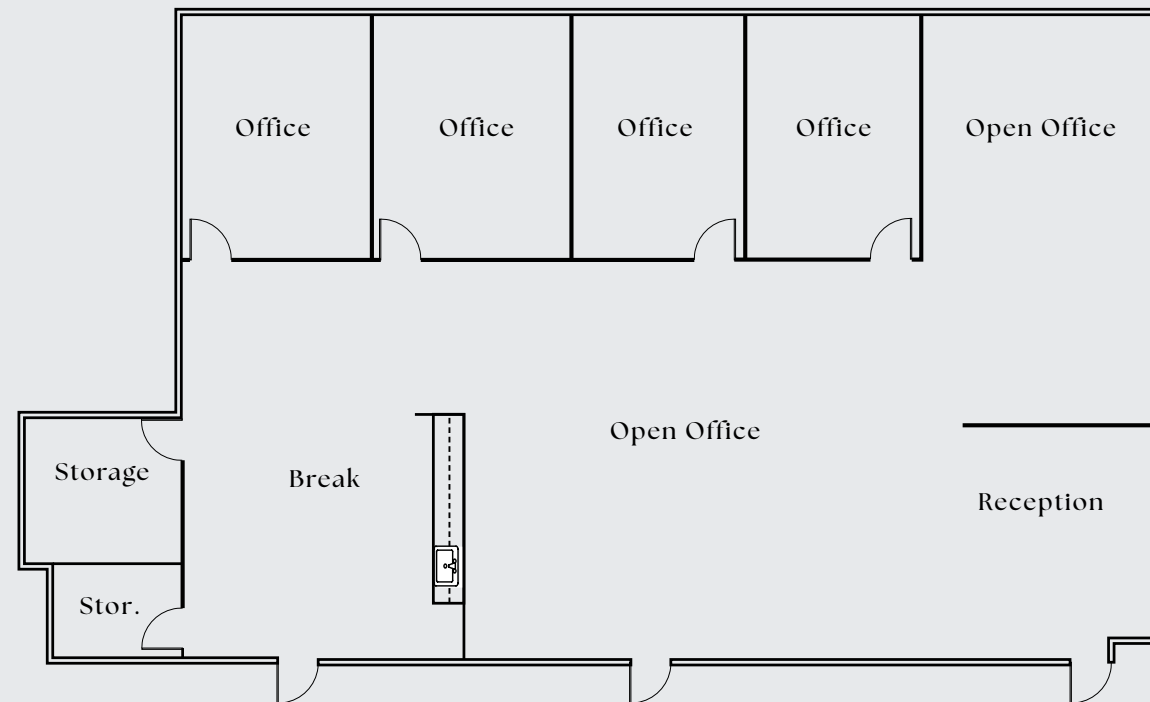 Office
Office
Office
Office
Open Office
Open Office
Storage
Break
Reception
Stor.